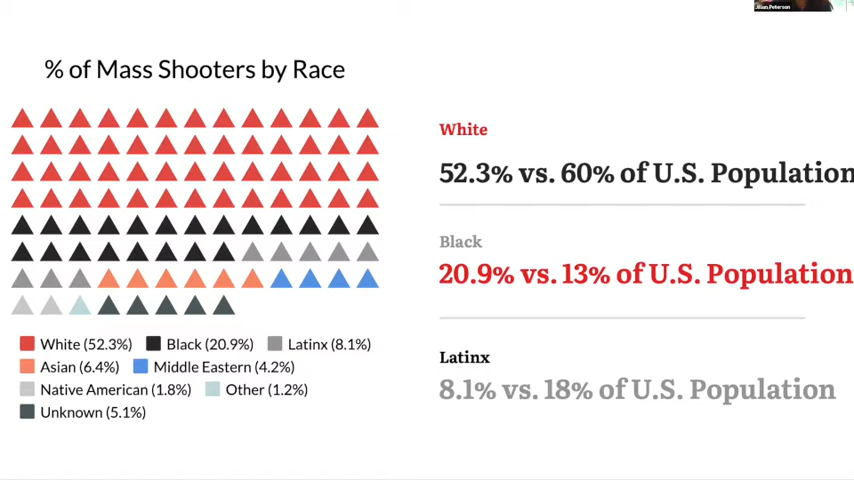 Jillian Peterson
% of Mass Shooters by Race
White
52.3% vs. 60% of U.S. Population
Black
20.9% vs. 13% of U.S. Population
Latinx
8.1% vs. 18% of U.S. Population
White (52.3%) Black (20.9%) Latinx (8.1%)
Asian (6.4%) Middle Eastern (4.2%)
Native American (1.8%) Other (1.2%)
Unknown (5.1%)